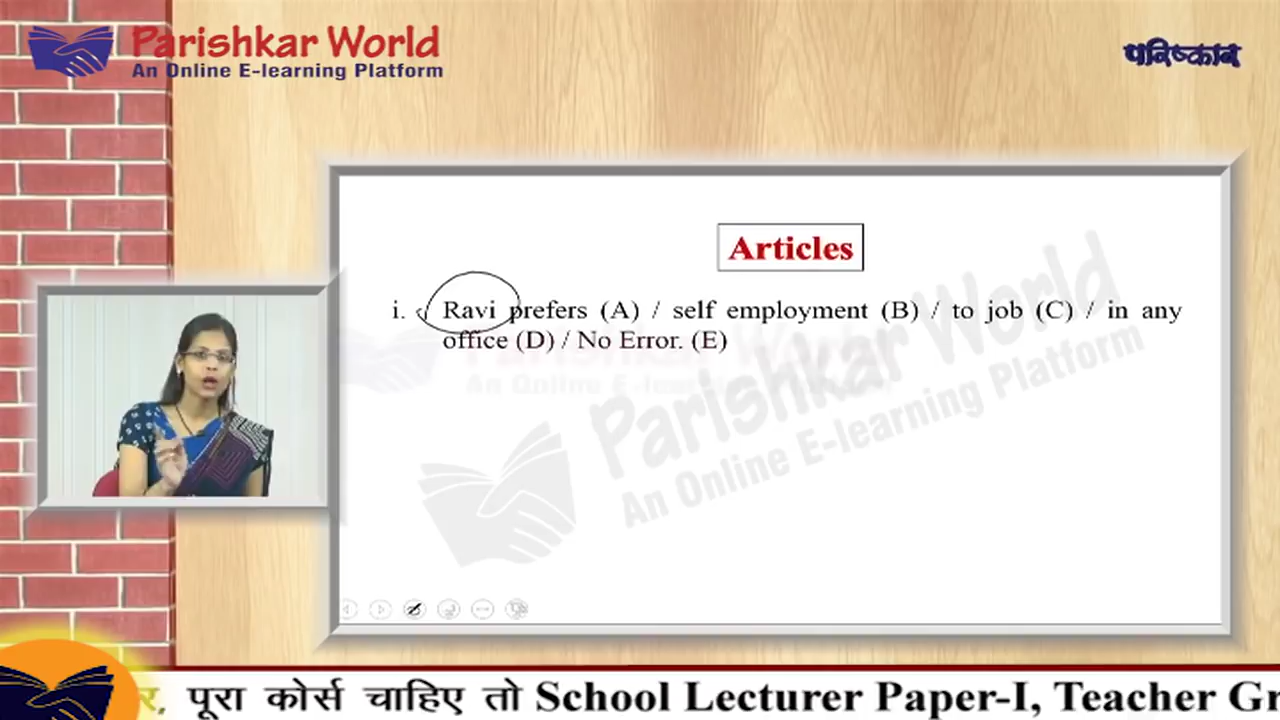 Parishkar World
An Online E-learning Platform
परिष्कार
Articles
i. Ravi prefers (A) / self employment (B) / to job (C) / in any
office (D) / No Error. (E)
Parishkar World
An Online E-learning Platform
र, पूरा कोर्स चाहिए तो School Lecturer Paper-I, Teacher Gr